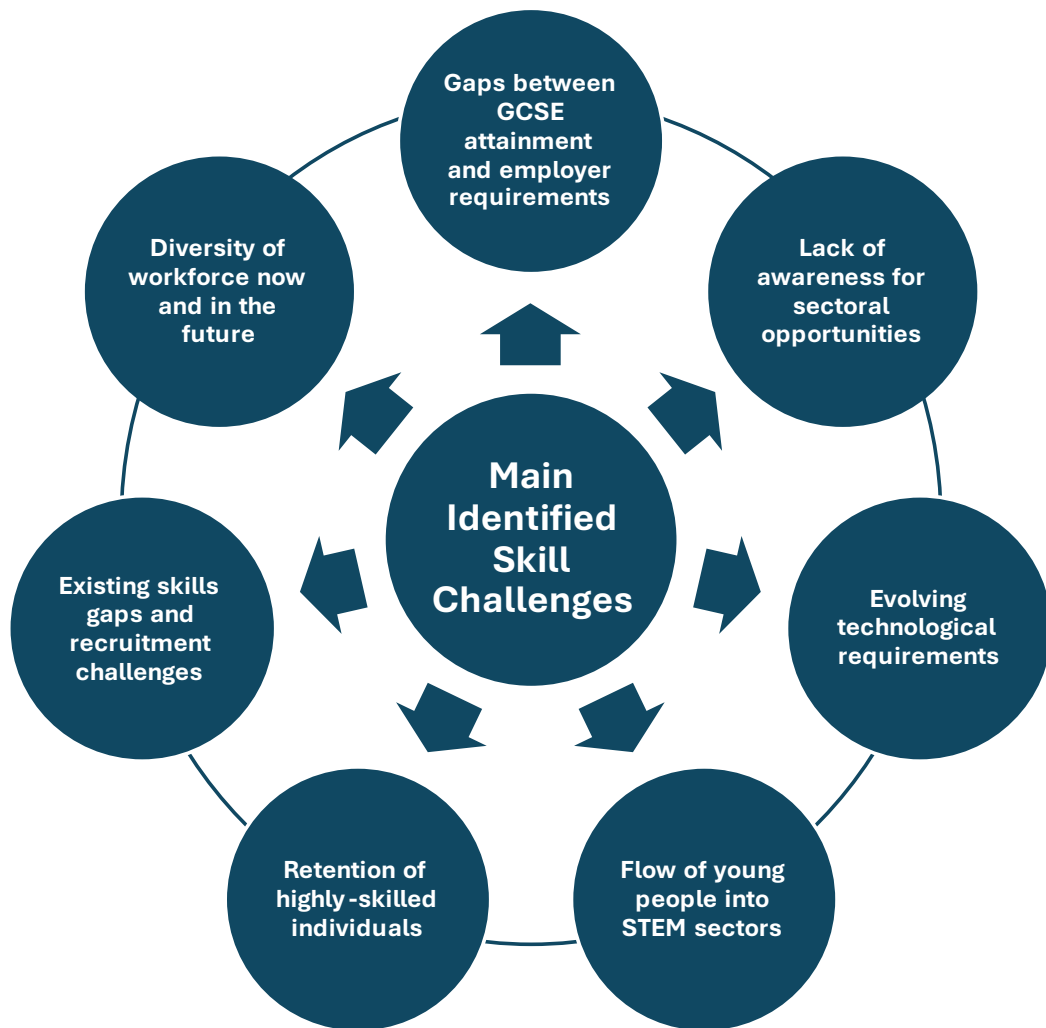 Gaps between
GCSE
attainment
and employer
requirements
Lack of
awareness for
sectoral
opportunities
Evolving
technological
requirements
Flow of young
people into
STEM sectors
Retention of
highly-skilled
individuals
Existing skills
gaps and
recruitment
challenges
Diversity of
workforce now
and in the
future
Main
Identified
Skill
Challenges